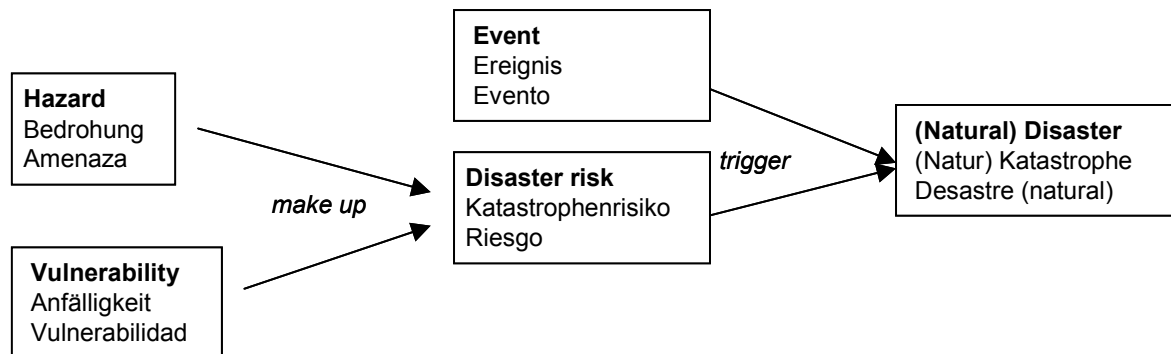 Hazard
Bedrohung
Amenaza
Vulnerability
Anfälligkeit
Vulnerabilidad
make up
Event
Ereignis
Evento
Disaster risk
Katastrophenrisiko
Riesgo
trigger
(Natural) Disaster
(Natur) Katastrophe
Desastre (natural)